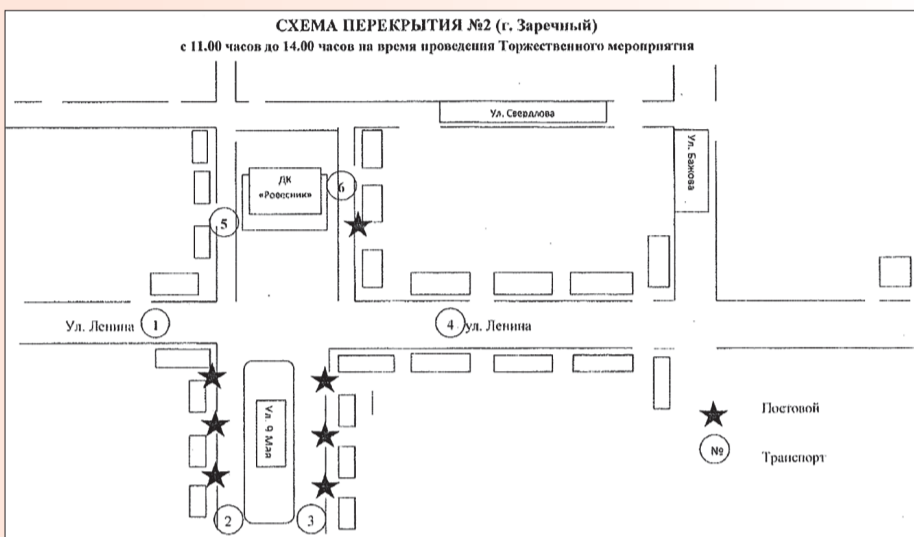 СХЕМА ПЕРЕКРЫТИЯ №2 (г. Заречный)
с 11.00 часов до 14.00 часов на время проведения Торжественного мероприятия
Ул. Свердлова
Ул. Бажова
ДК
«Ровесник»
6
5
Ул. Ленина
1
4
ул. Ленина
Ул. 9 Мая
2
3
Постовой
№
Транспорт